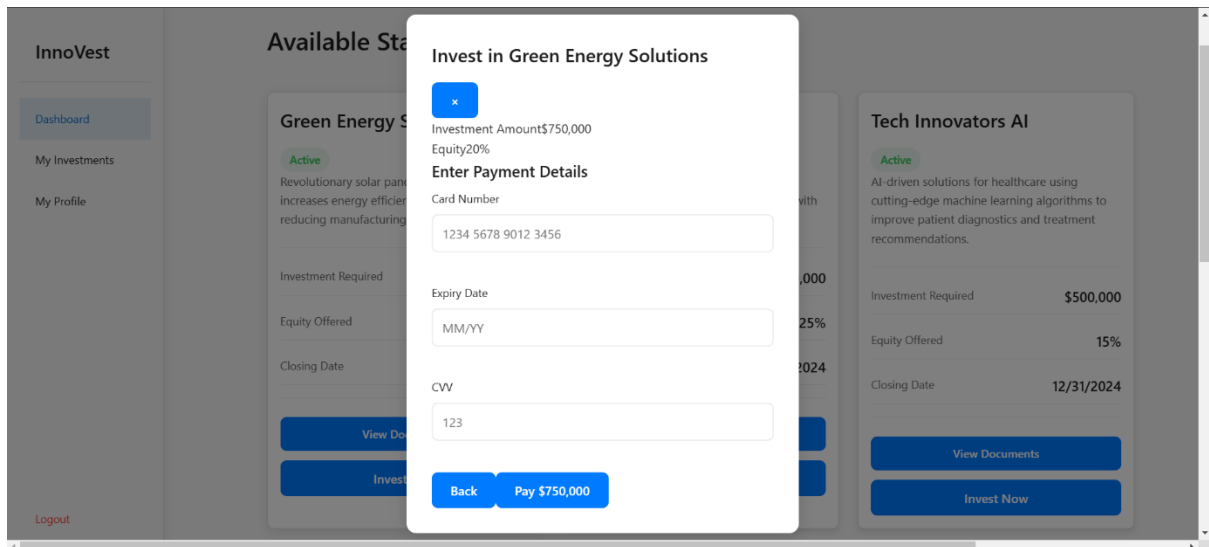 InnoVest
Dashboard
My Investments
My Profile
Logout
Available Sta
Green Energy S
Active
Revolutionary solar pane
increases energy efficien
reducing manufacturing
Investment Required
Equity Offered
Closing Date
View Do
Invest
Invest in Green Energy Solutions
×
Investment Amount$750,000
Equity20%
Enter Payment Details
Card Number
1234 5678 9012 3456
Expiry Date
MM/YY
CVV
123
Back
Pay $750,000
with
,000
25%
2024
Tech Innovators AI
Active
AI-driven solutions for healthcare using
cutting-edge machine learning algorithms to
improve patient diagnostics and treatment
recommendations.
Investment Required $500,000
Equity Offered 15%
Closing Date 12/31/2024
View Documents
Invest Now